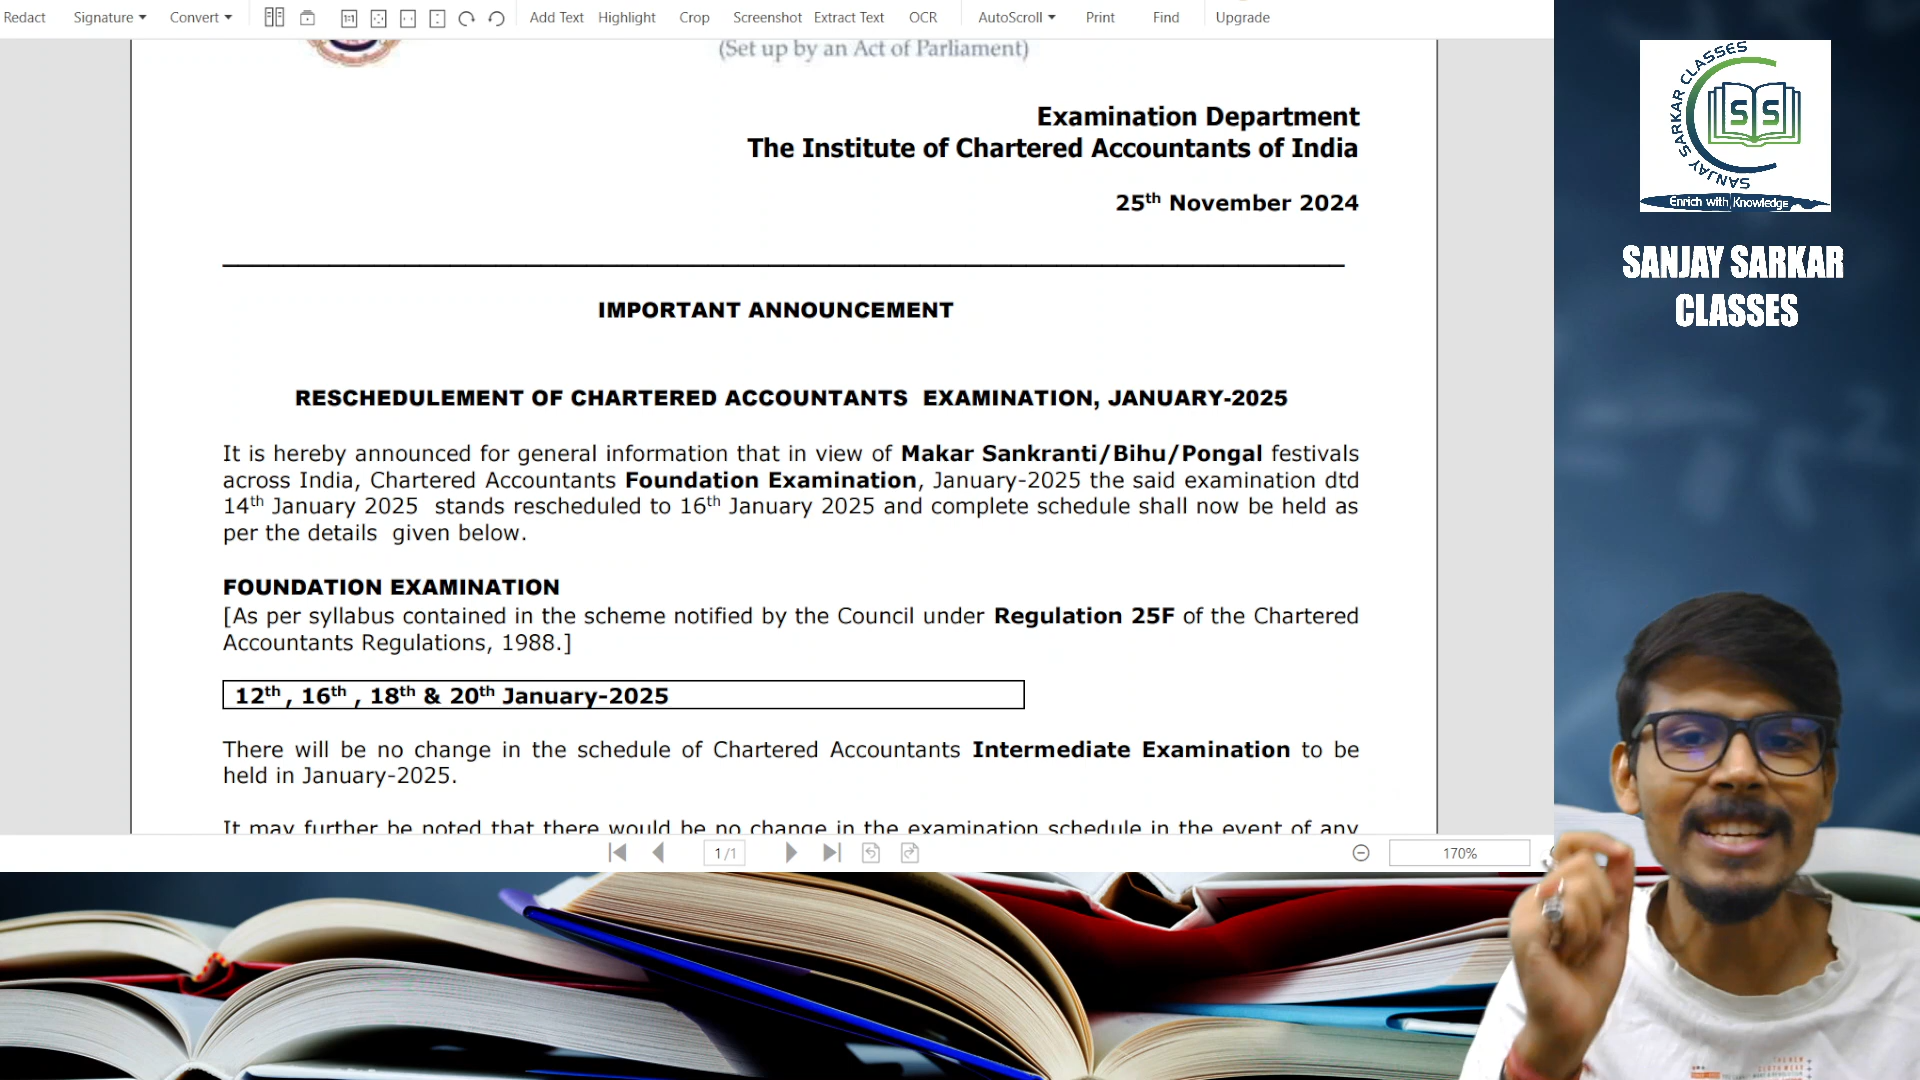 Redact Signature Convert Add Text Highlight Crop Screenshot Extract Text OCR AutoScroll Print Find Upgrade
(Set up by an Act of Parliament)
Examination Department
The Institute of Chartered Accountants of India
25th November 2024
IMPORTANT ANNOUNCEMENT
RESCHEDULEMENT OF CHARTERED ACCOUNTANTS EXAMINATION, JANUARY-2025
It is hereby announced for general information that in view of Makar Sankranti/Bihu/Pongal festivals
across India, Chartered Accountants Foundation Examination, January-2025 the said examination dtd
14th January 2025 stands rescheduled to 16th January 2025 and complete schedule shall now be held as
per the details given below.
FOUNDATION EXAMINATION
[As per syllabus contained in the scheme notified by the Council under Regulation 25F of the Chartered
Accountants Regulations, 1988.]
12th , 16th , 18th & 20th January-2025
There will be no change in the schedule of Chartered Accountants Intermediate Examination to be
held in January-2025.
It may further be noted that there would be no change in the examination schedule in the event of any
1/1
170%
SANJAY SARKAR CLASSES
SS
Enrich with Knowledge
SANJAY SARKAR
CLASSES